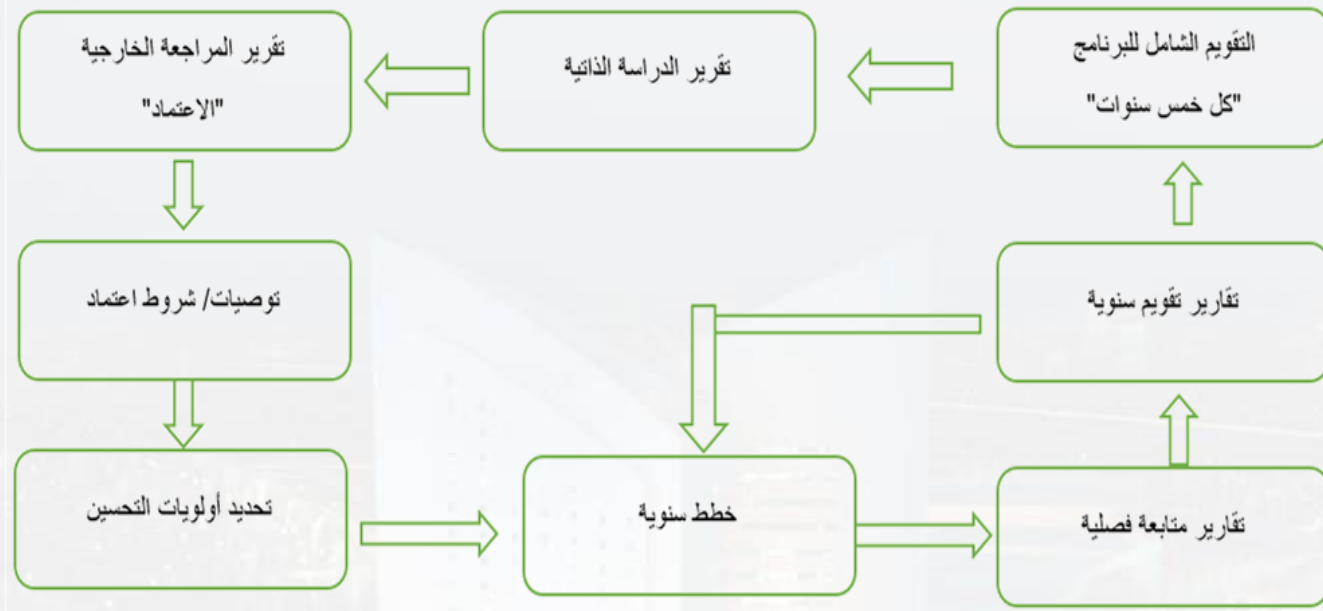 التقويم الشامل للبرنامج
"كل خمس سنوات"
تقرير الدراسة الذاتية
تقرير المراجعة الخارجية
"الاعتماد"
توصيات/ شروط اعتماد
تحديد أولويات التحسين
خطط سنوية
تقارير متابعة فصلية
تقارير تقويم سنوية